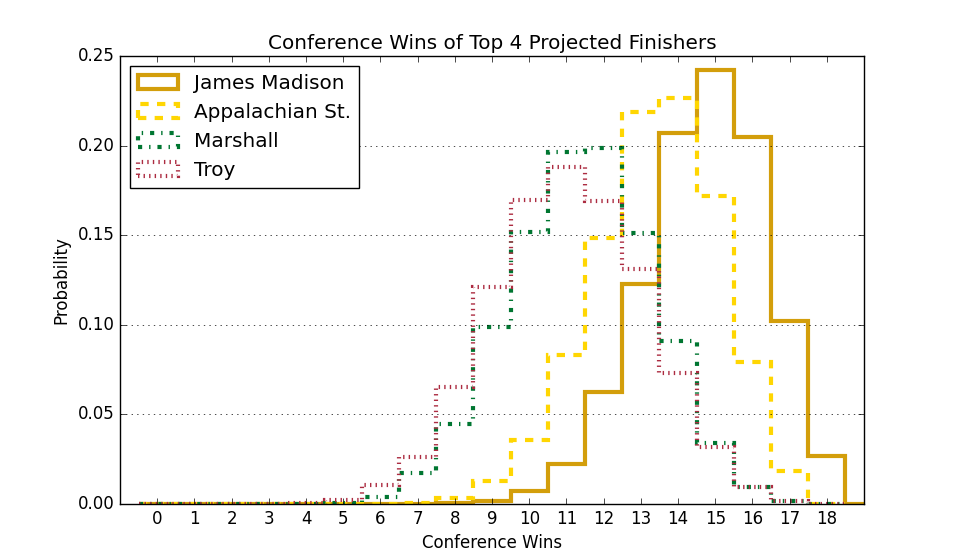 Conference Wins of Top 4 Projected Finishers
0.25
0.20
0.15
0.10
0.05
0.00
Probability
James Madison
Appalachian St.
Marshall
Troy
0 1 2 3 4 5 6 7 8 9 10 11 12 13 14 15 16 17 18
Conference Wins